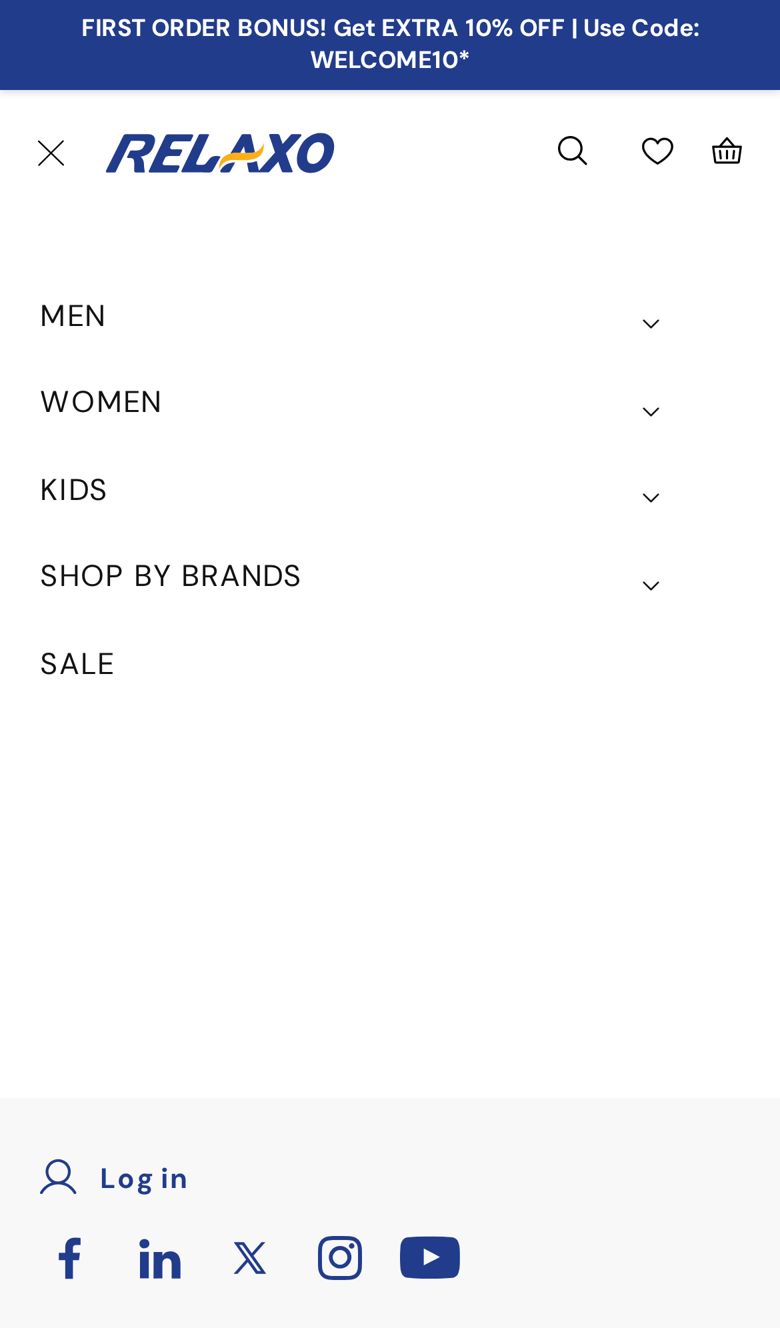 FIRST ORDER BONUS! Get EXTRA 10% OFF | Use Code:
WELCOME10*
RELAXO
MEN
WOMEN
KIDS
SHOP BY BRANDS
SALE
Log in